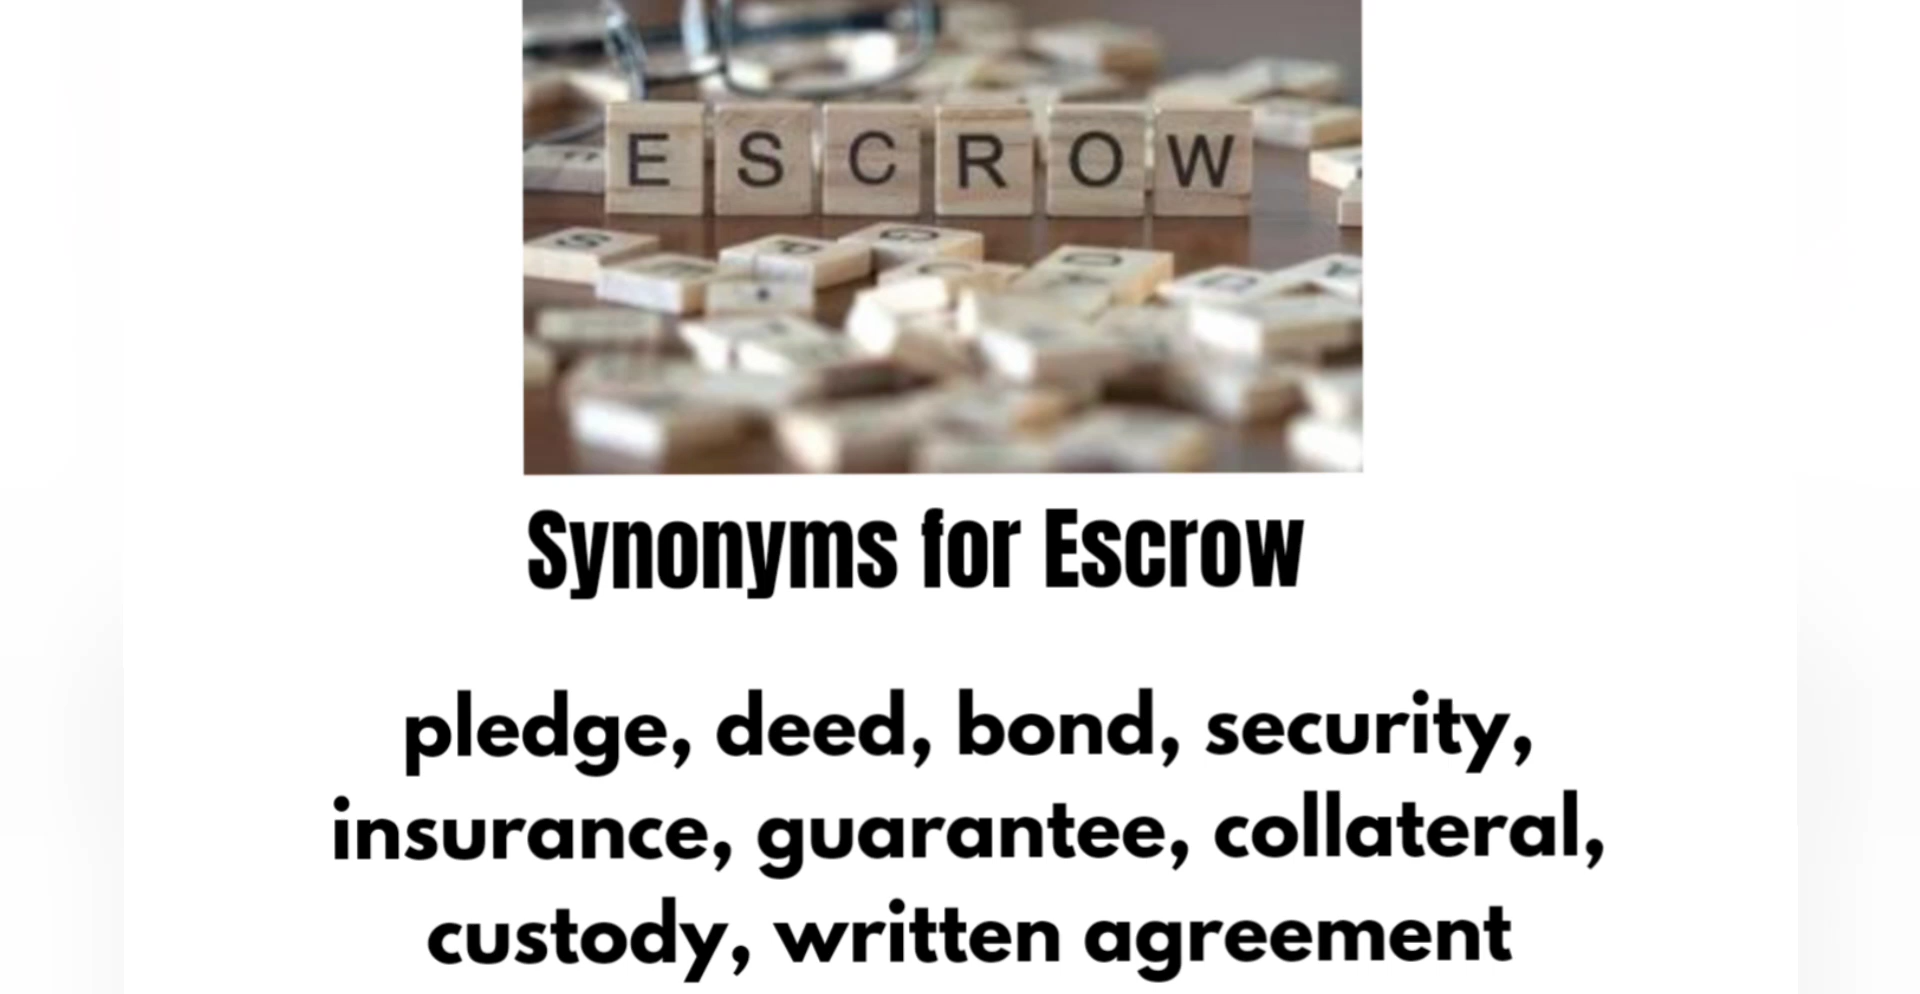 ESCROW
Synonyms for Escrow
pledge, deed, bond, security,
insurance, guarantee, collateral,
custody, written agreement